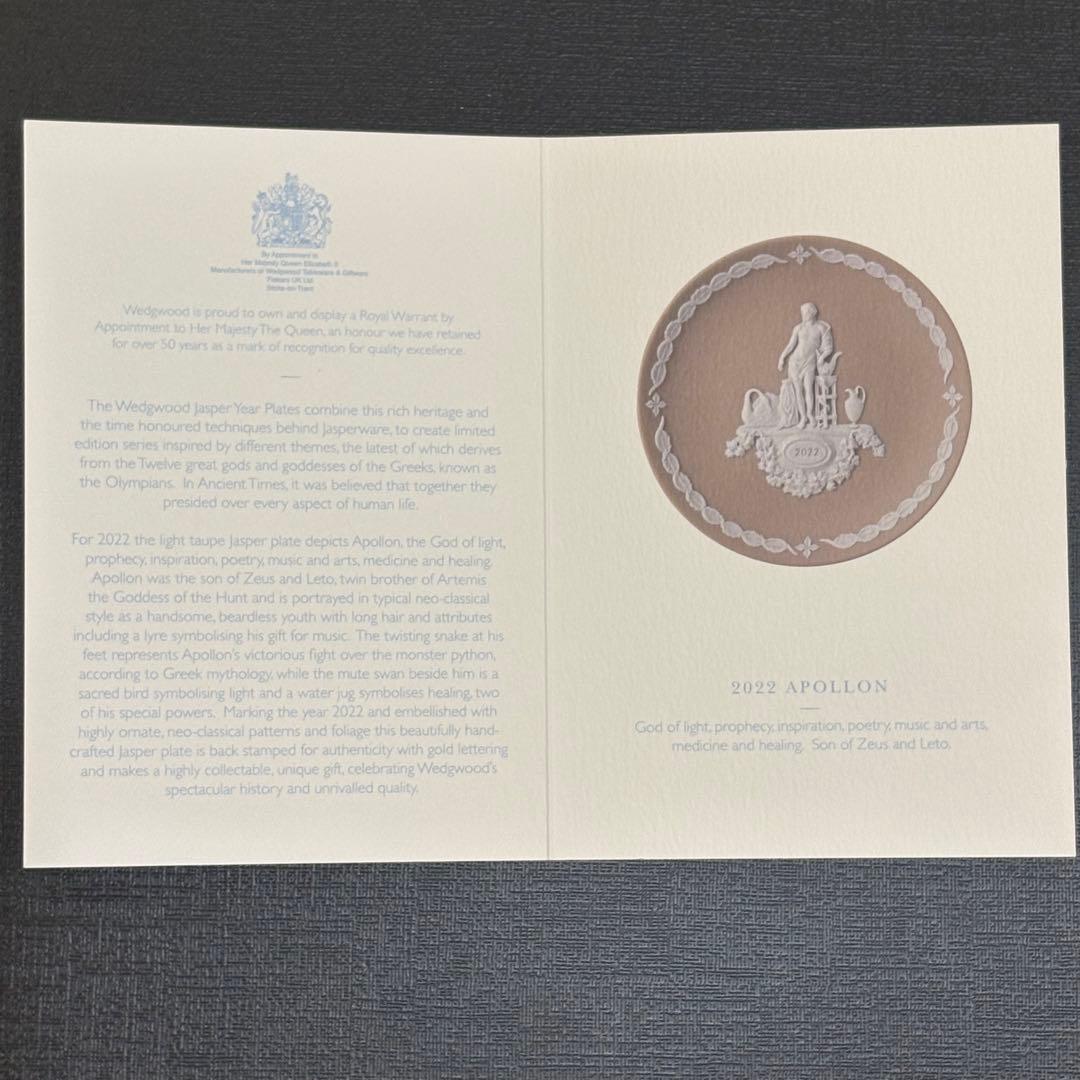 By Appointment to
Her Majesty Queen Elizabeth II
Manufacturers of Wedgwood Tableware & Giftware
Fiskars UK Ltd
Stoke-on-Trent
Wedgwood is proud to own and display a Royal Warrant by
Appointment to Her Majesty The Queen, an honour we have retained
for over 50 years as a mark of recognition for quality excellence.
The Wedgwood Jasper Year Plates combine this rich heritage and
the time honoured techniques behind Jasperware, to create limited
edition series inspired by different themes, the latest of which derives
from the Twelve great gods and goddesses of the Greeks, known as
the Olympians. In Ancient Times, it was believed that together they
presided over every aspect of human life.
For 2022 the light taupe Jasper plate depicts Apollon, the God of light,
prophecy, inspiration, poetry, music and arts, medicine and healing.
Apollon was the son of Zeus and Leto, twin brother of Artemis
the Goddess of the Hunt and is portrayed in typical neo-classical
style as a handsome, beardless youth with long hair and attributes
including a lyre symbolising his gift for music. The twisting snake at his
feet represents Apollon's victorious fight over the monster python,
according to Greek mythology, while the mute swan beside him is a
sacred bird symbolising light and a water jug symbolises healing, two
of his special powers. Marking the year 2022 and embellished with
highly ornate, neo-classical patterns and foliage this beautifully hand-
crafted Jasper plate is back stamped for authenticity with gold lettering
and makes a highly collectable, unique gift, celebrating Wedgwood's
spectacular history and unrivalled quality.
2022
2022 APOLLON
God of light, prophecy, inspiration, poetry, music and arts,
medicine and healing. Son of Zeus and Leto.